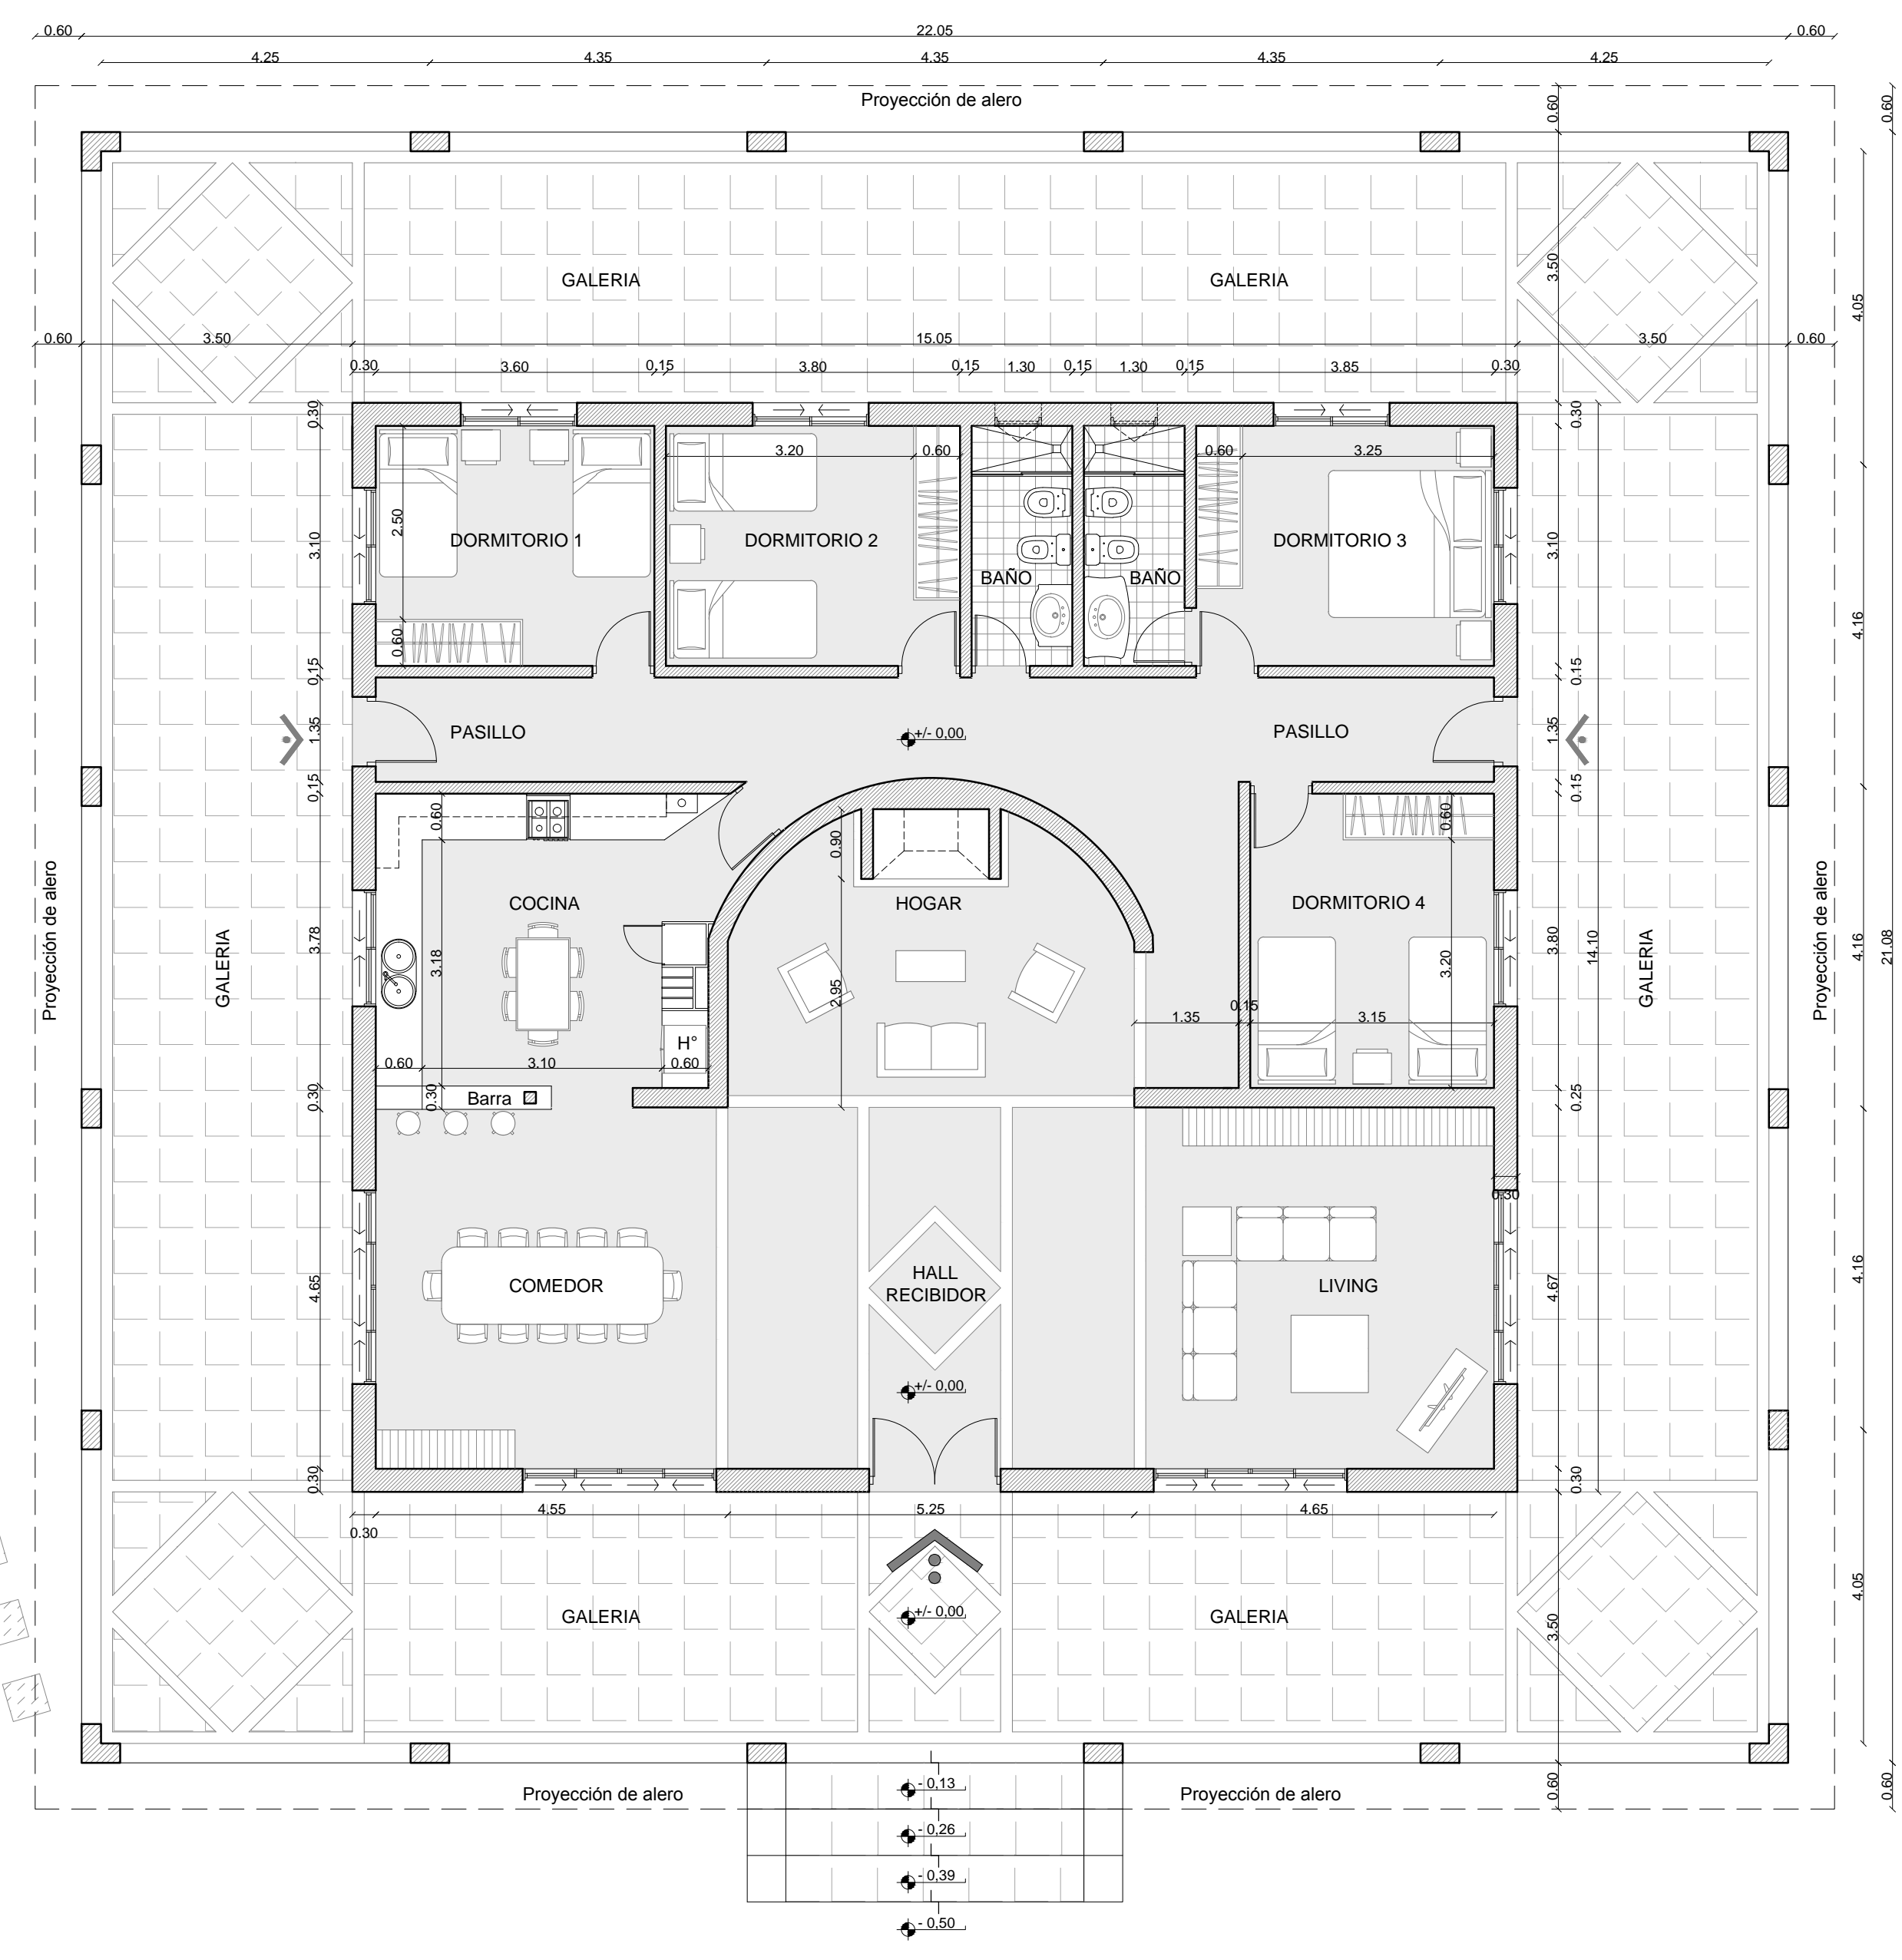 0.60 22.05 0.60
4.25 4.35 4.35 4.35 4.25
Proyección de alero
0.60
0.60
GALERIA
GALERIA
3.50
4.05
0.60 3.50 15.05 3.50 0.60
0.30 3.60 0,15 3.80 0.15 1.30 0,15 1.30 0,15 3.85 0.30
0.30
0.30
3.20 0.60 0.60 3.25
2.50
3.10
DORMITORIO 1
DORMITORIO 2
DORMITORIO 3
3.10
BAÑO
BAÑO
4.16
0.60
0.15
0.15
1.35
PASILLO
+/- 0,00
PASILLO
1.35
0.15
0.15
0.60
0.90
0.60
COCINA
HOGAR
DORMITORIO 4
Proyección de alero
GALERIA
3.78
3.18
2.95
3.20
3.80
14.10
GALERIA
Proyección de alero
4.16
21.08
0.15
1.35 3.15
H°
0.60 3.10 0.60
0.30
0.30
Barra
0.25
0.30
4.65
COMEDOR
HALL
RECIBIDOR
LIVING
4.67
4.16
+/- 0,00
0.30
0.30
4.55 5.25 4.65
0.30
GALERIA
+/- 0,00
GALERIA
3.50
4.05
Proyección de alero
- 0,13
Proyección de alero
0.60
0.60
- 0,26
- 0,39
- 0,50